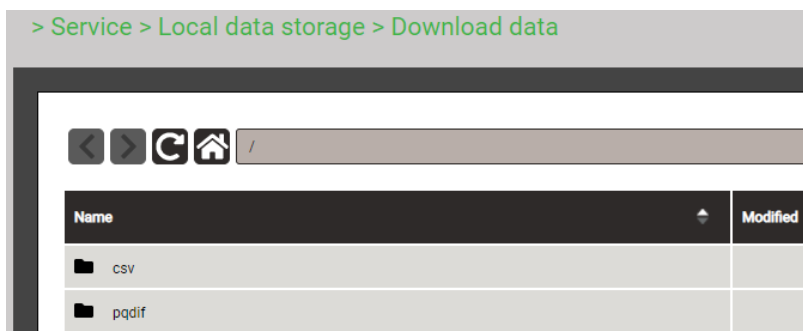 > Service > Local data storage > Download data
/
Name Modified
csv
pqdif